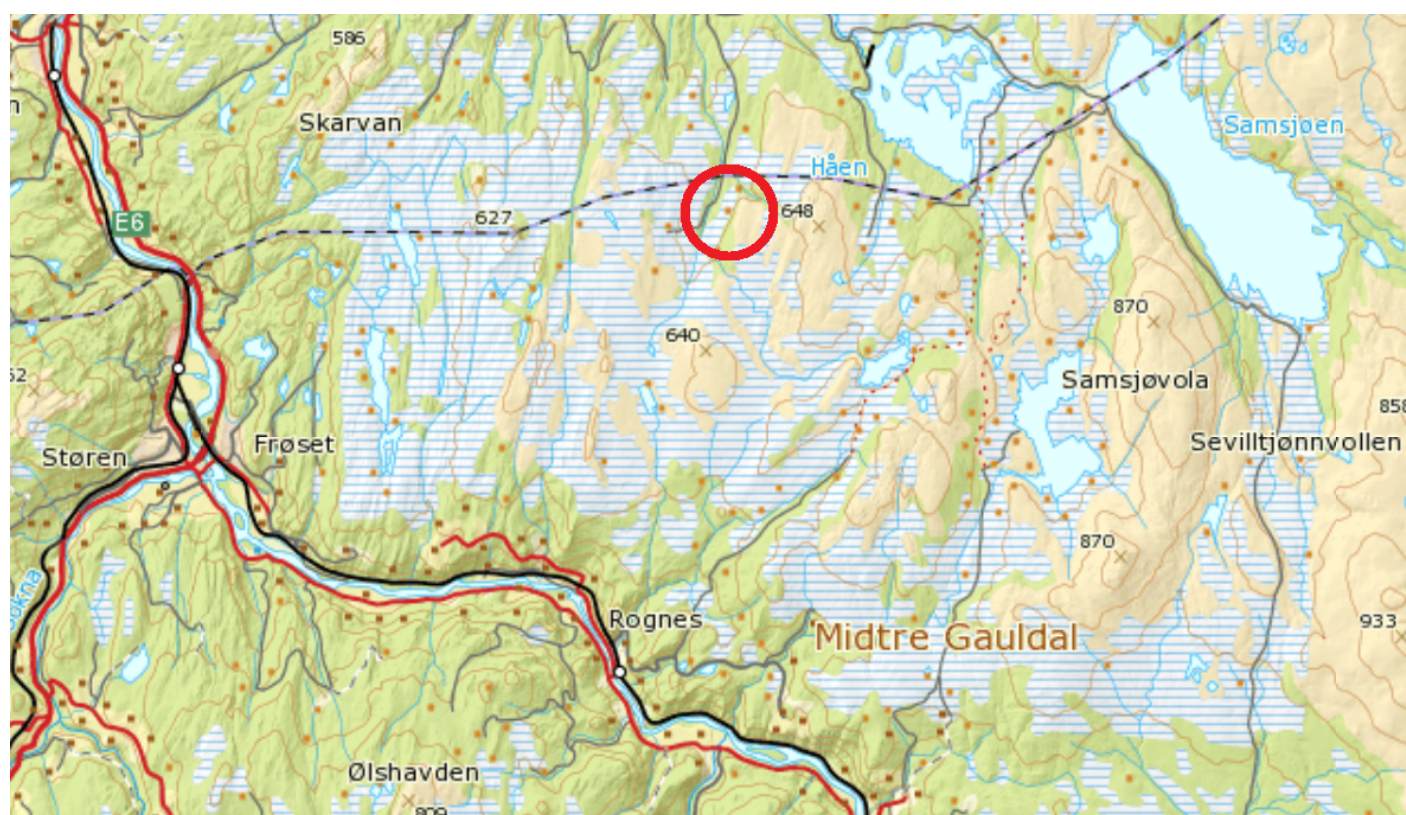 586
Skarvan
Samsjøen
Håen
E6
627
648
870
640
Samsjøvola
Frøset
Støren
Sevilltjønnvollen
870
Rognes
Midtre Gauldal
933
Ølshavden